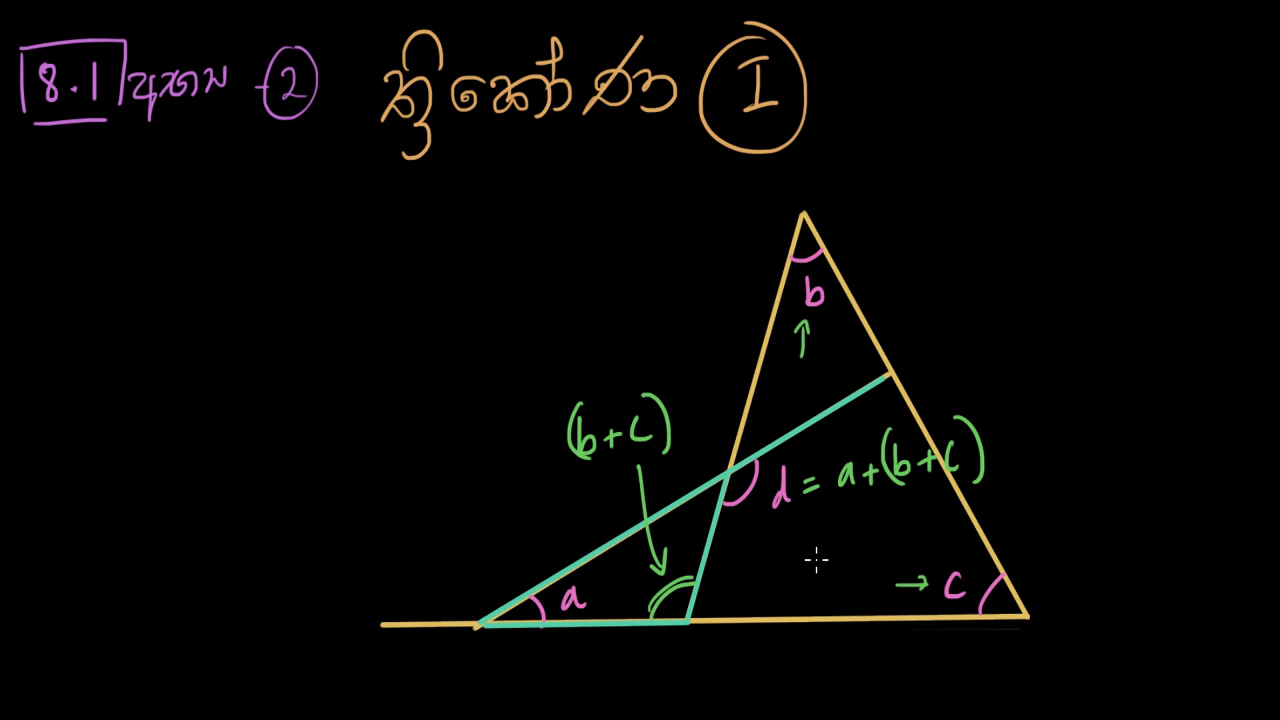 8.1 අභ්‍යාස - 2 ත්‍රිකෝණ I
b
(b+c)
d = a+(b+c)
a
→ c